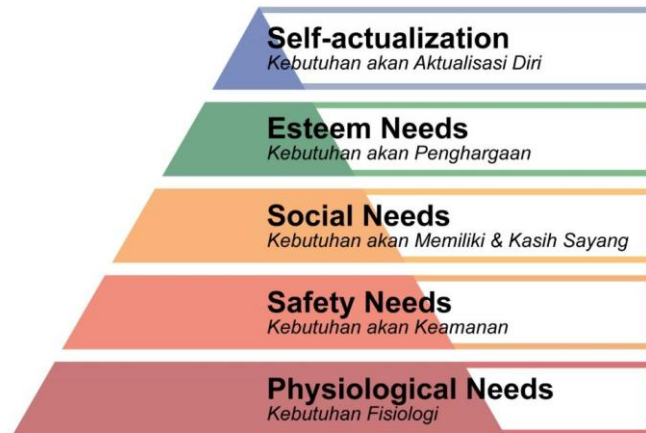 Self-actualization
Kebutuhan akan Aktualisasi Diri
Esteem Needs
Kebutuhan akan Penghargaan
Social Needs
Kebutuhan akan Memiliki & Kasih Sayang
Safety Needs
Kebutuhan akan Keamanan
Physiological Needs
Kebutuhan Fisiologi